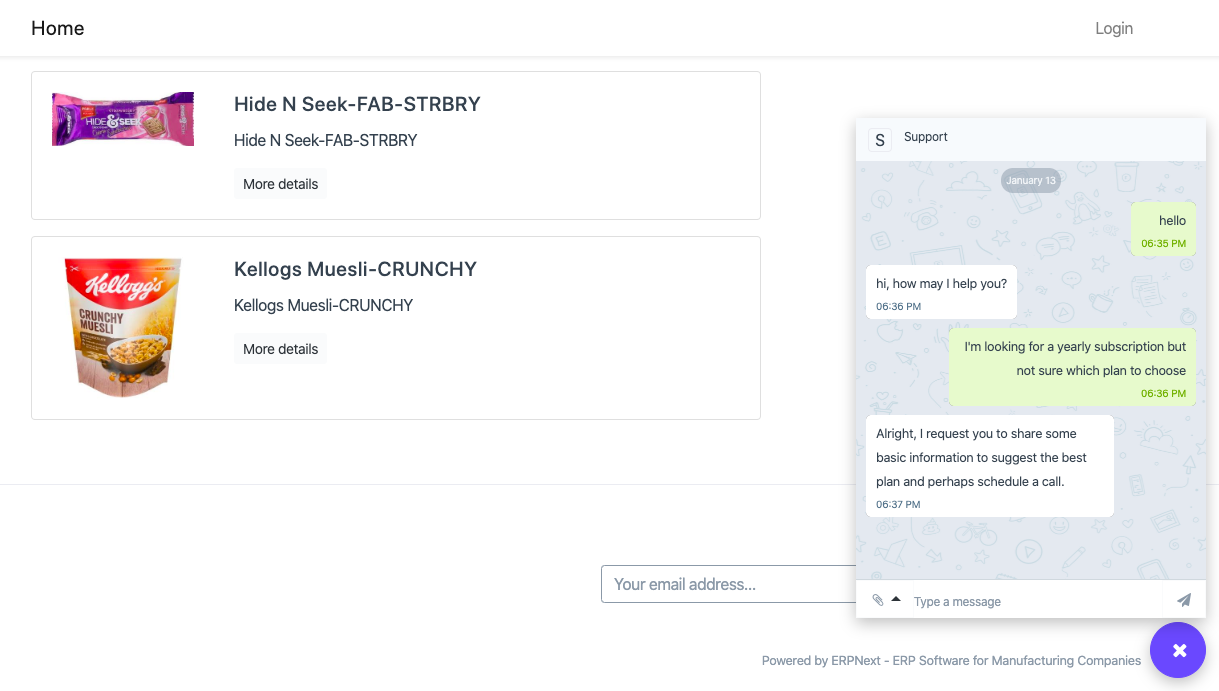 Home
Login
HIDE & SEEK
Hide N Seek-FAB-STRBRY
Hide N Seek-FAB-STRBRY
More details
Kellogg's
CRUNCHY
MUESLI
Kellogs Muesli-CRUNCHY
Kellogs Muesli-CRUNCHY
More details
S
Support
January 13
hello
06:35 PM
hi, how may I help you?
06:36 PM
I'm looking for a yearly subscription but
not sure which plan to choose
06:36 PM
Alright, I request you to share some
basic information to suggest the best
plan and perhaps schedule a call.
06:37 PM
Type a message
Your email address...
Powered by ERPNext - ERP Software for Manufacturing Companies